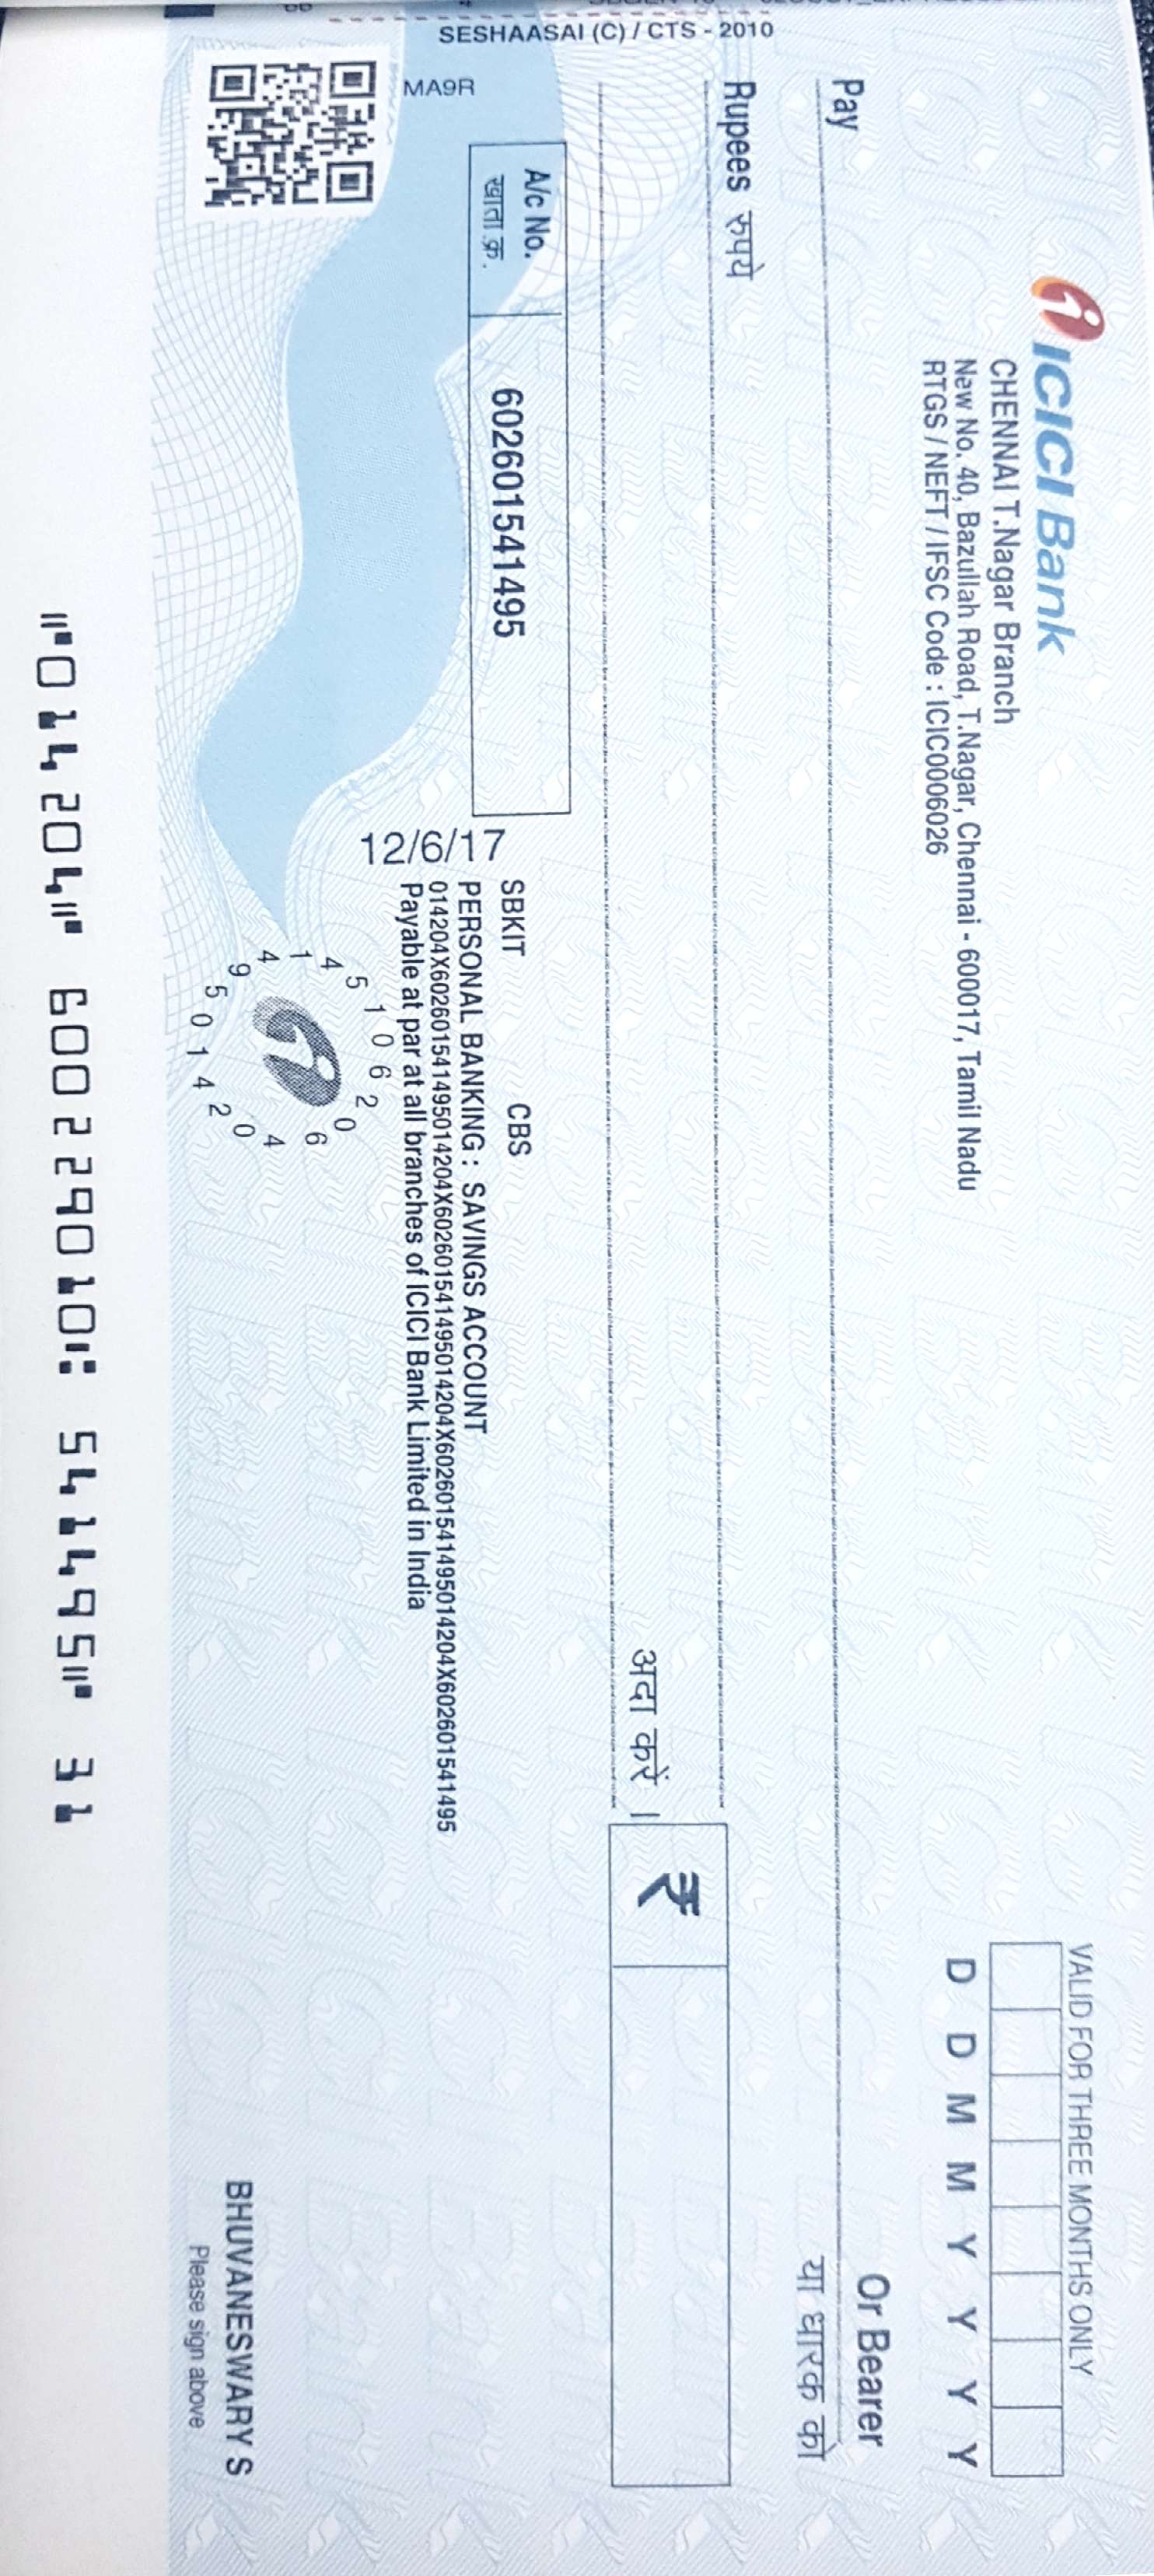 ICICI Bank
CHENNAI T.Nagar Branch
New No. 40, Bazullah Road, T.Nagar, Chennai - 600017, Tamil Nadu
RTGS / NEFT / IFSC Code : ICIC0006026
VALID FOR THREE MONTHS ONLY
D D M M Y Y Y Y
Pay
Or Bearer
या धारक को
Rupees रुपये
अदा करें ।
₹
A/c No.
खाता क्र.
602601541495
SBKIT CBS
PERSONAL BANKING : SAVINGS ACCOUNT
014204X602601541495014204X602601541495014204X602601541495014204X602601541495
Payable at par at all branches of ICICI Bank Limited in India
12/6/17
SESHAASAI (C) / CTS - 2010
MA9R
602601541495014204
BHUVANESWARY S
Please sign above
⑈014204⑈ 600229010⑆ 541495⑈ 31